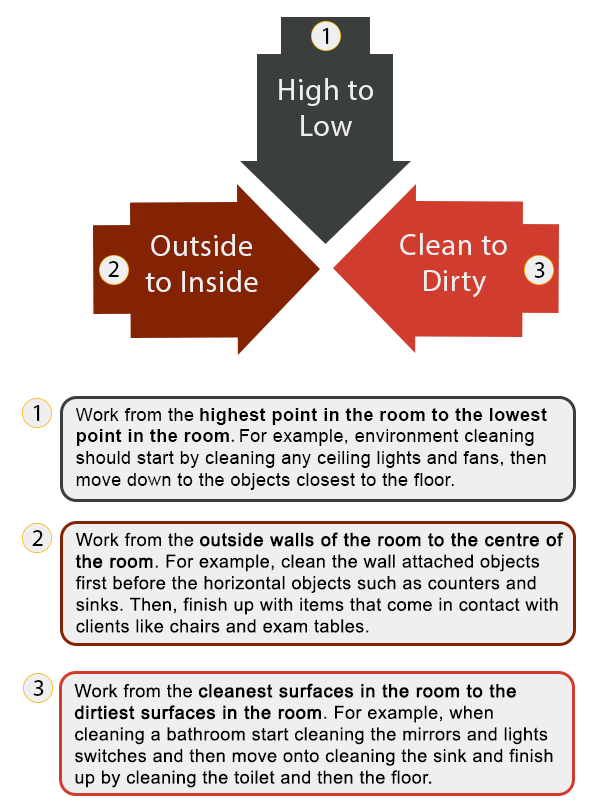 1
High to
Low
Outside
to Inside
2
Clean to
Dirty
3
1
Work from the highest point in the room to the lowest
point in the room. For example, environment cleaning
should start by cleaning any ceiling lights and fans, then
move down to the objects closest to the floor.
2
Work from the outside walls of the room to the centre of
the room. For example, clean the wall attached objects
first before the horizontal objects such as counters and
sinks. Then, finish up with items that come in contact with
clients like chairs and exam tables.
3
Work from the cleanest surfaces in the room to the
dirtiest surfaces in the room. For example, when
cleaning a bathroom start cleaning the mirrors and lights
switches and then move onto cleaning the sink and finish
up by cleaning the toilet and then the floor.